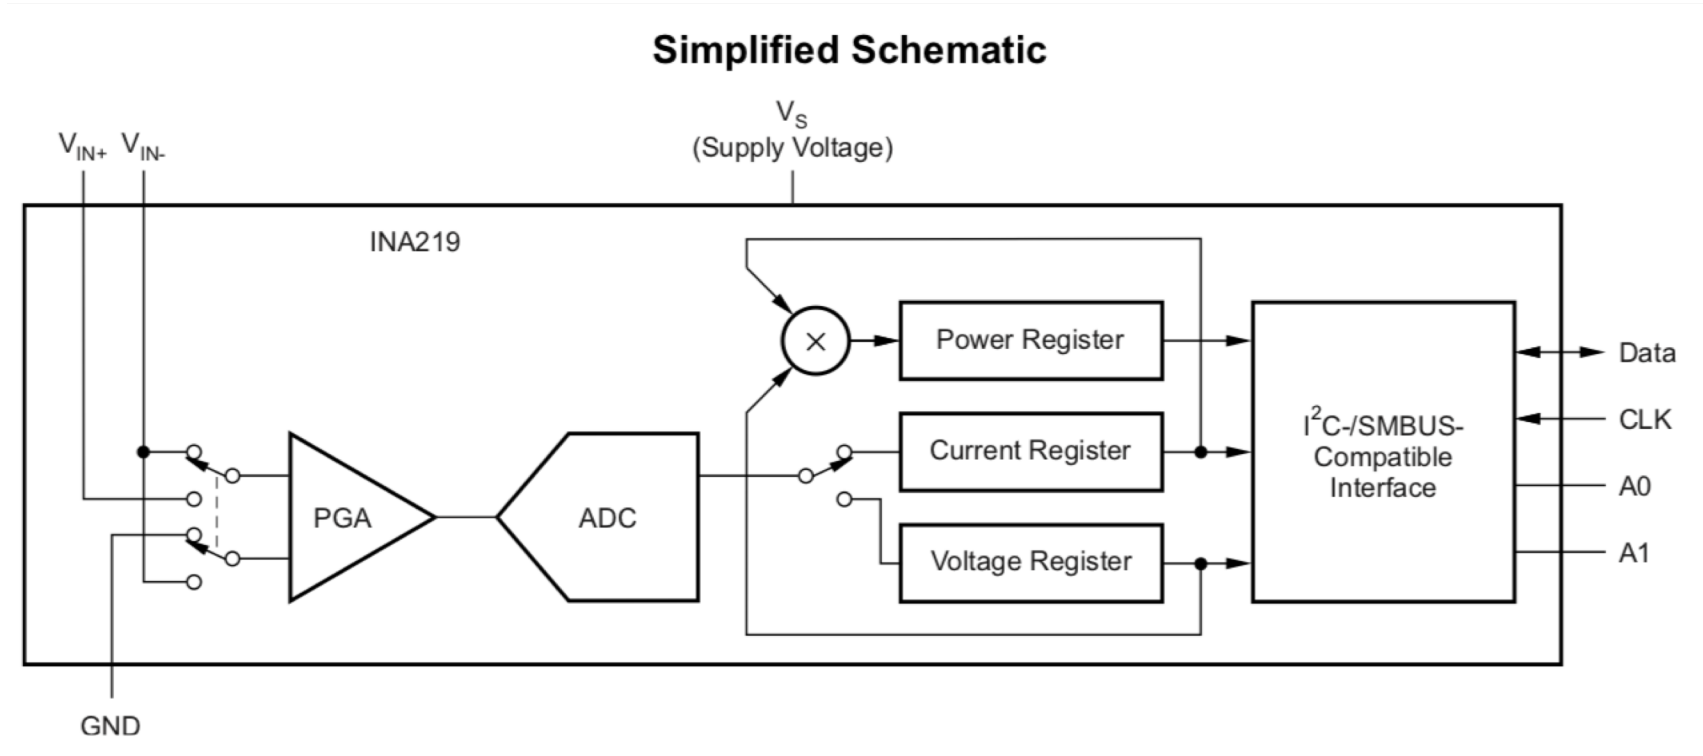 Simplified Schematic
VS
(Supply Voltage)
VIN+ VIN-
INA219
×
Power Register
Current Register
Voltage Register
PGA
ADC
I2C-/SMBUS-
Compatible
Interface
Data
CLK
A0
A1
GND